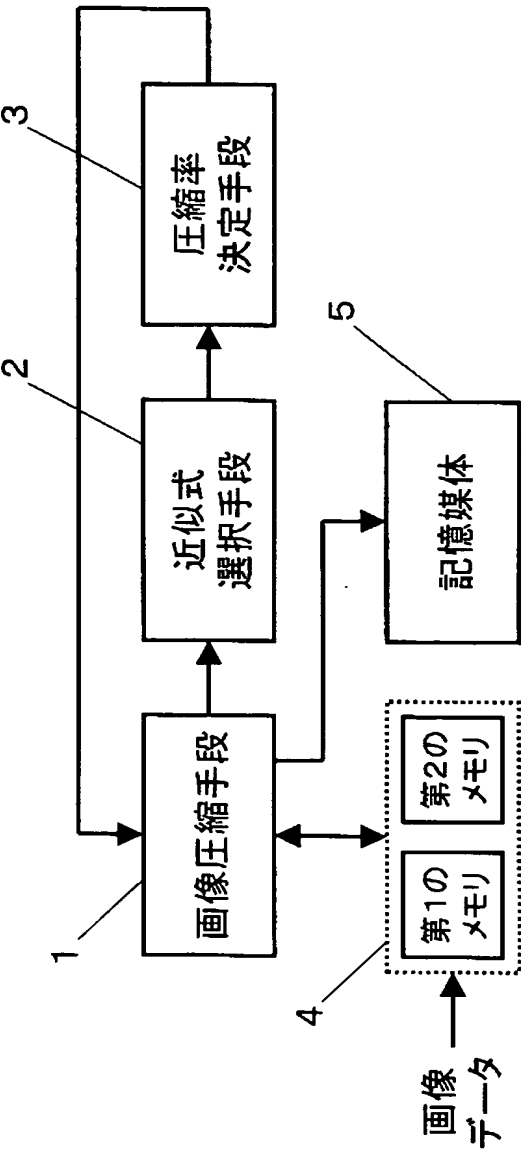 1
画像圧縮手段
2
近似式
選択手段
3
圧縮率
決定手段
4
第1の
メモリ
第2の
メモリ
5
記憶媒体
画像
データ